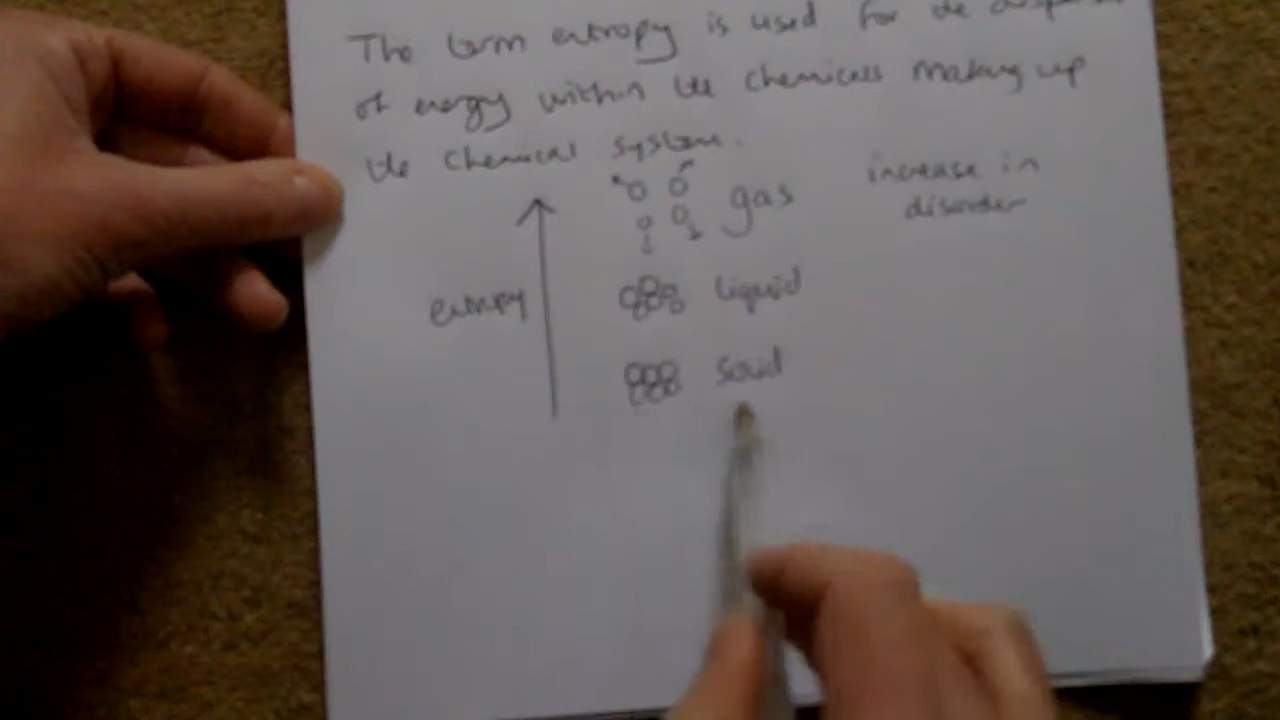 The term entropy is used for the
of energy within the chemicals making up
the chemical system.
gas
increase in
disorder
liquid
entropy
solid